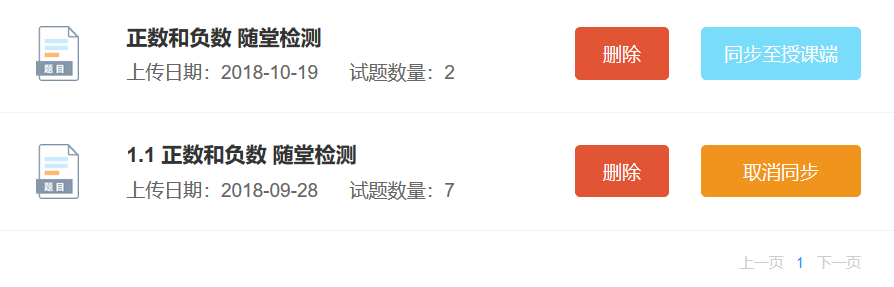 正数和负数 随堂检测
题目
上传日期：2018-10-19 试题数量：2
删除
同步至授课端
1.1 正数和负数 随堂检测
题目
上传日期：2018-09-28 试题数量：7
删除
取消同步
上一页 1 下一页